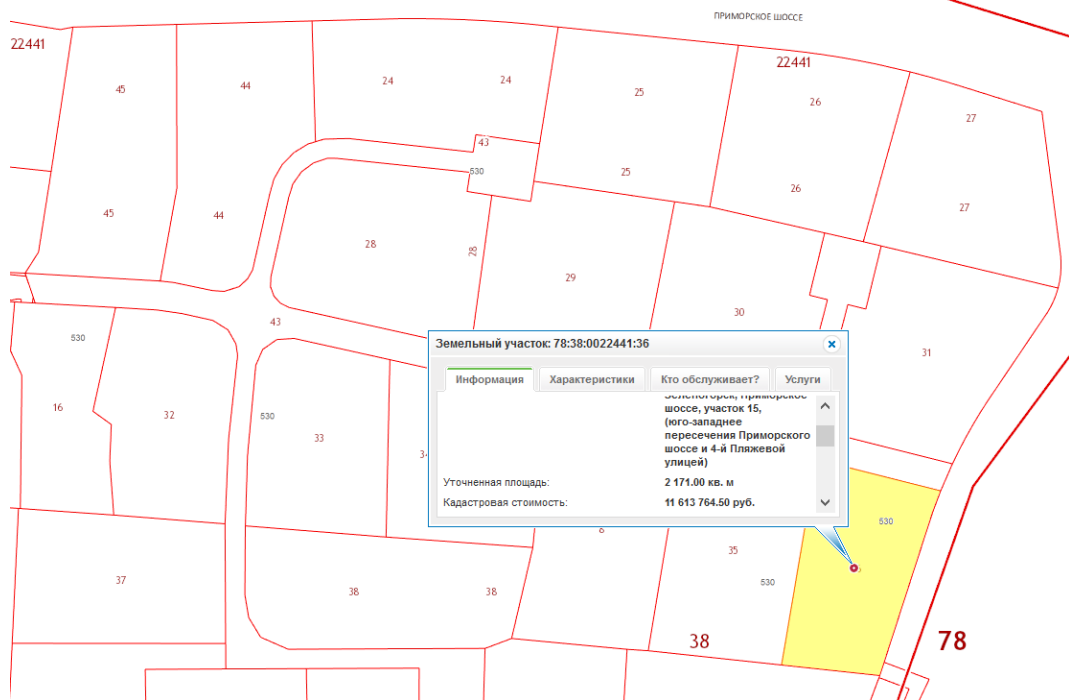 ПРИМОРСКОЕ ШОССЕ
22441
22441
45
44
24
24
25
26
27
43
530
25
26
27
45
44
28
28
29
30
43
31
530
16
32
530
33
Земельный участок: 78:38:0022441:36
Информация
Характеристики
Кто обслуживает?
Услуги
Зеленогорск, Приморское
шоссе, участок 15,
(юго-западнее
пересечения Приморского
шоссе и 4-й Пляжевой
улицей)
Уточненная площадь: 2 171.00 кв. м
Кадастровая стоимость: 11 613 764.50 руб.
530
35
530
37
38
38
38
78